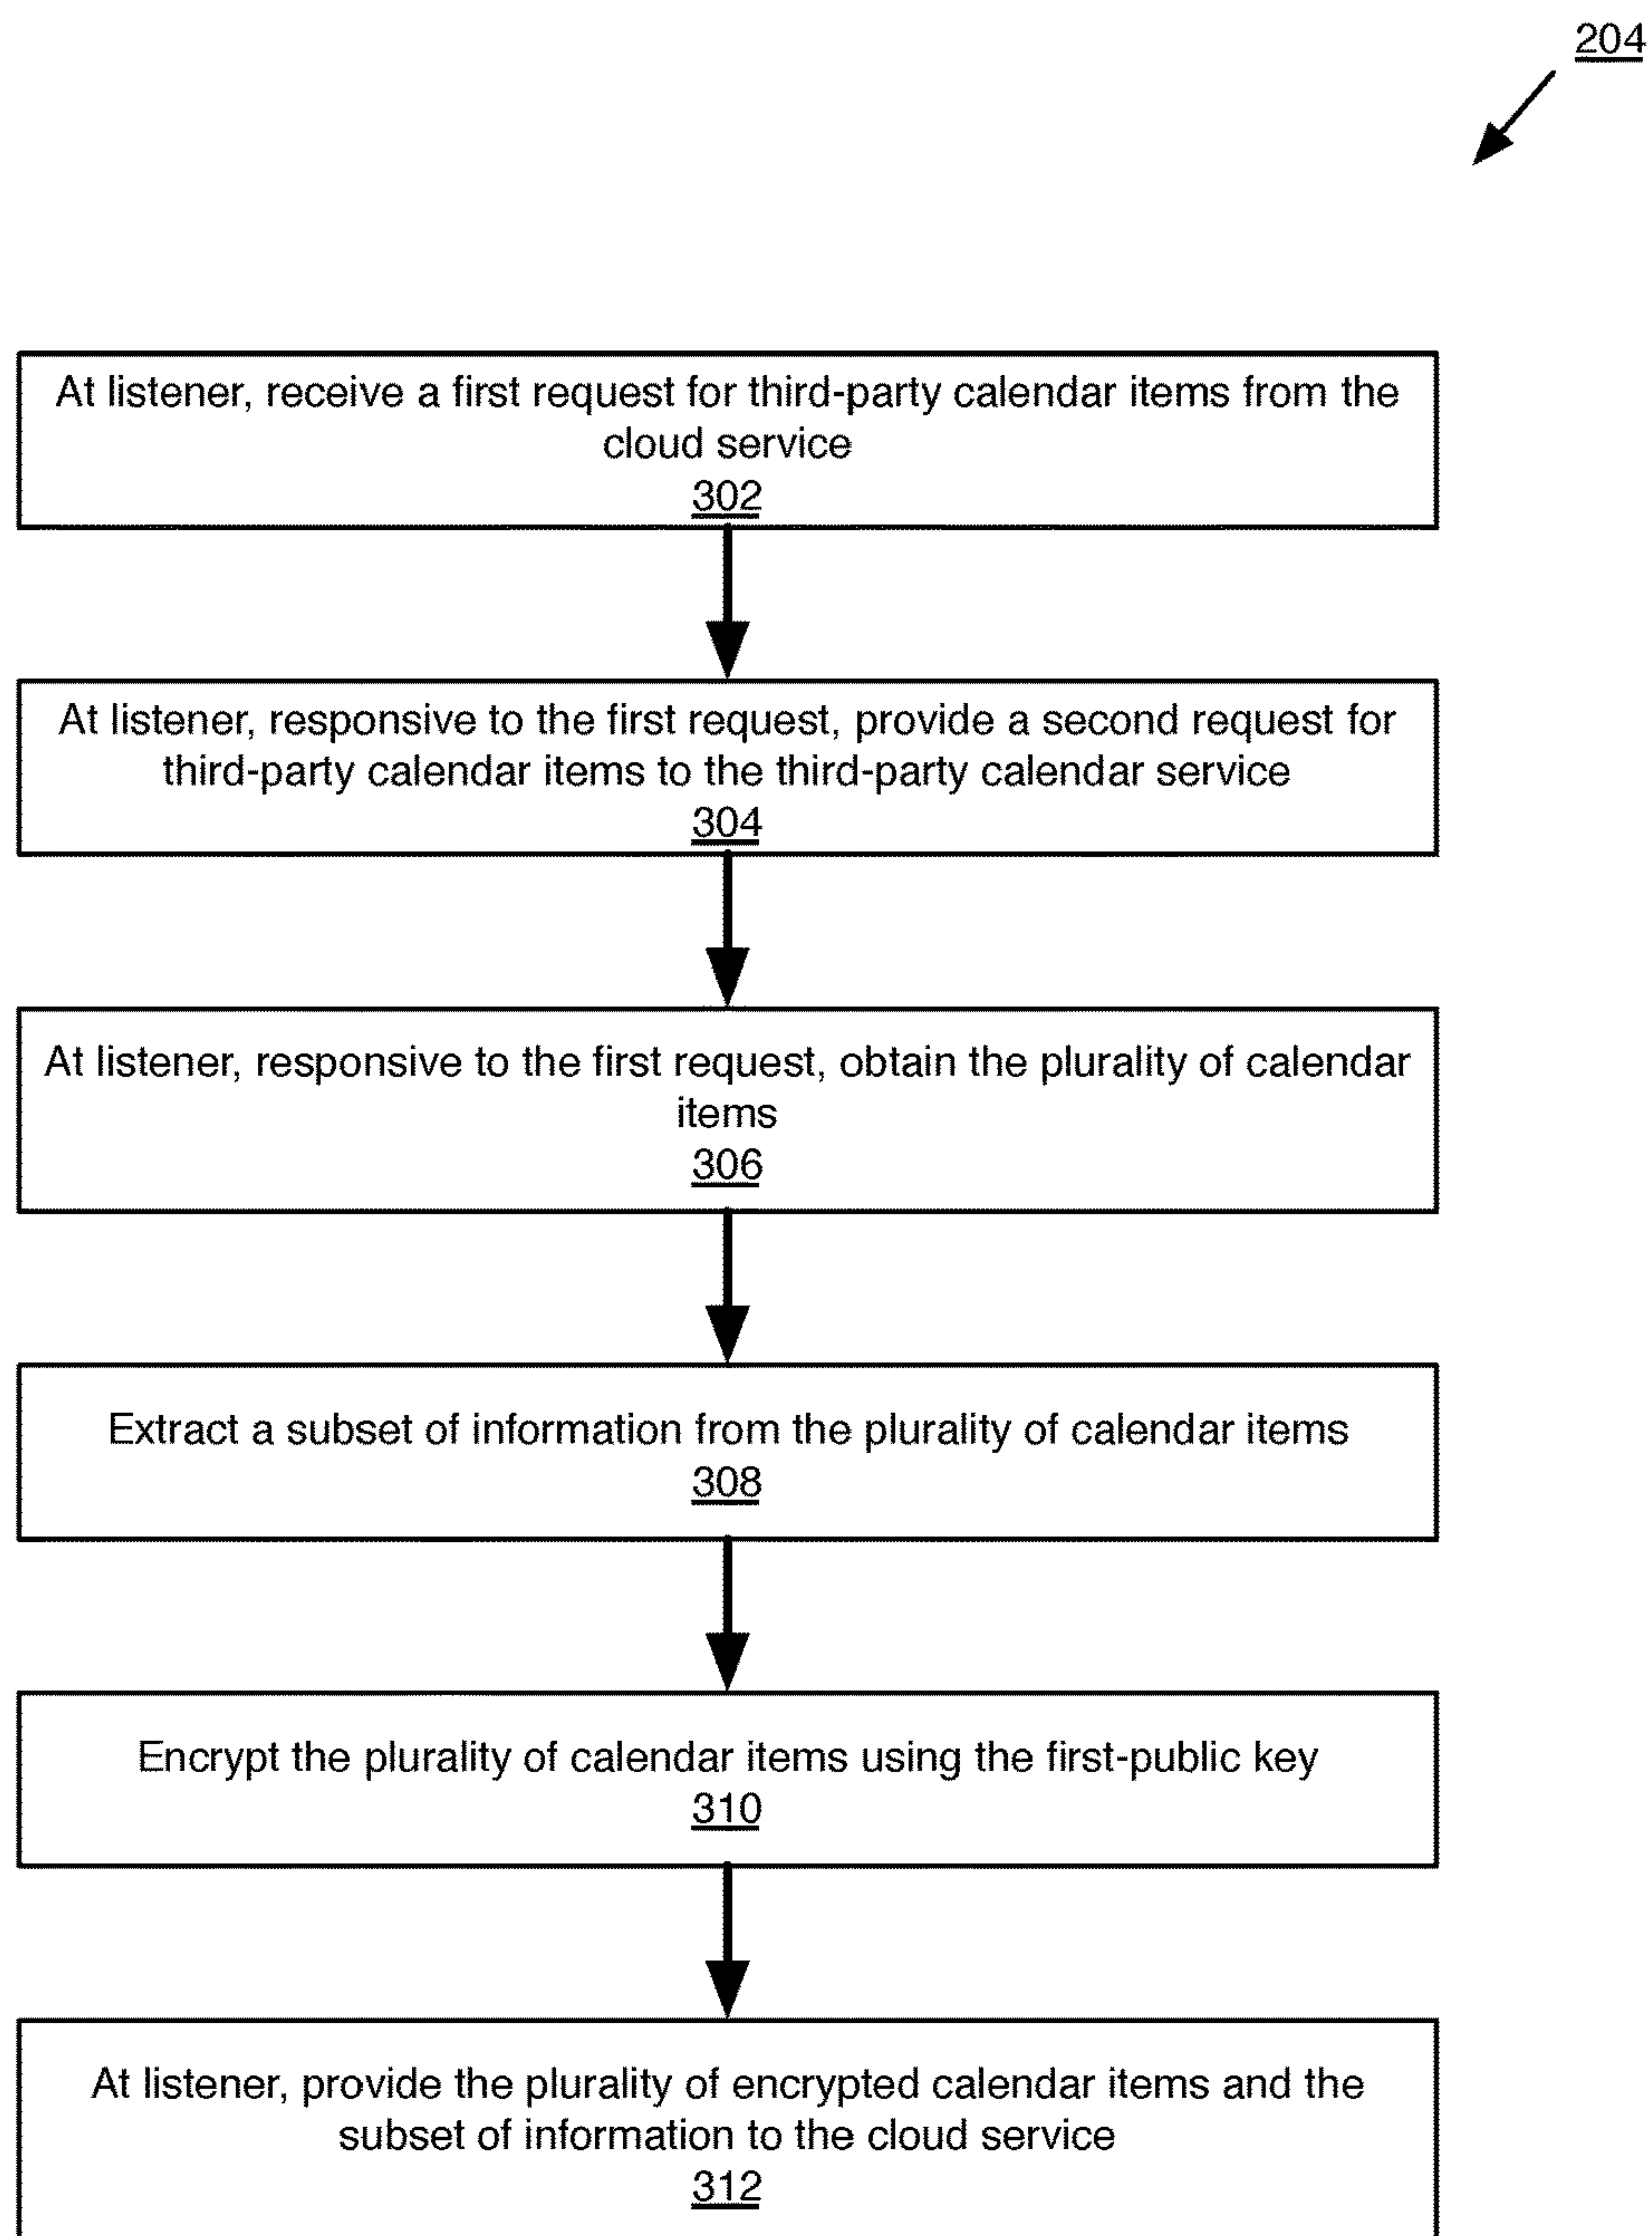 204
At listener, receive a first request for third-party calendar items from the
cloud service
302
At listener, responsive to the first request, provide a second request for
third-party calendar items to the third-party calendar service
304
At listener, responsive to the first request, obtain the plurality of calendar
items
306
Extract a subset of information from the plurality of calendar items
308
Encrypt the plurality of calendar items using the first-public key
310
At listener, provide the plurality of encrypted calendar items and the
subset of information to the cloud service
312